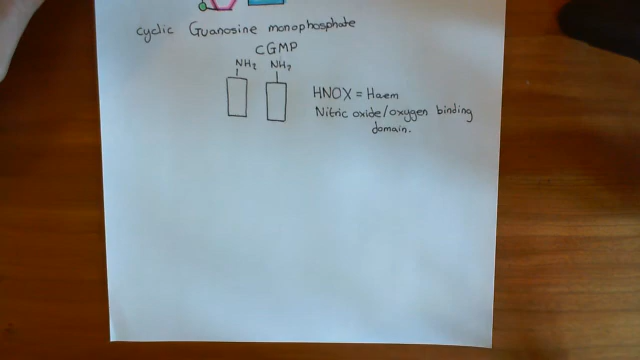 cyclic Guanosine monophosphate
CGMP
NH2 NH2
HNOX = Haem
Nitric oxide/oxygen binding
domain.